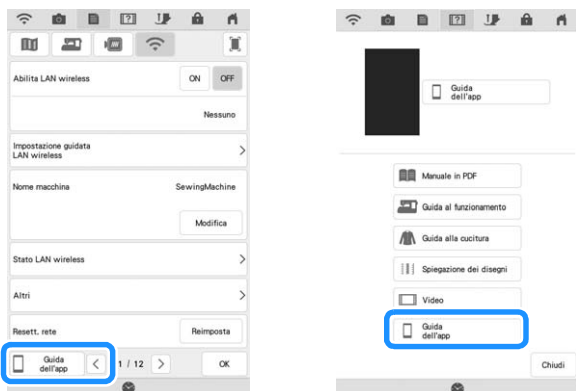 Abilita LAN wireless
ON
OFF
Nessuno
Impostazione guidata
LAN wireless
Nome macchina
SewingMachine
Modifica
Stato LAN wireless
Altri
Resett. rete
Reimposta
Guida
dell'app
1 / 12
OK
Guida
dell'app
Manuale in PDF
Guida al funzionamento
Guida alla cucitura
Spiegazione dei disegni
Video
Guida
dell'app
Chiudi